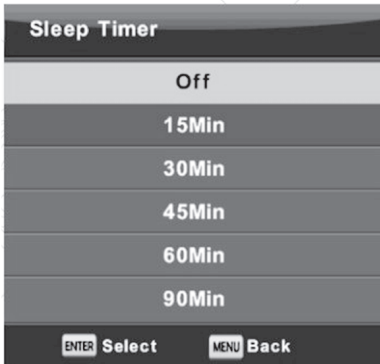 Sleep Timer
Off
15Min
30Min
45Min
60Min
90Min
ENTER Select MENU Back